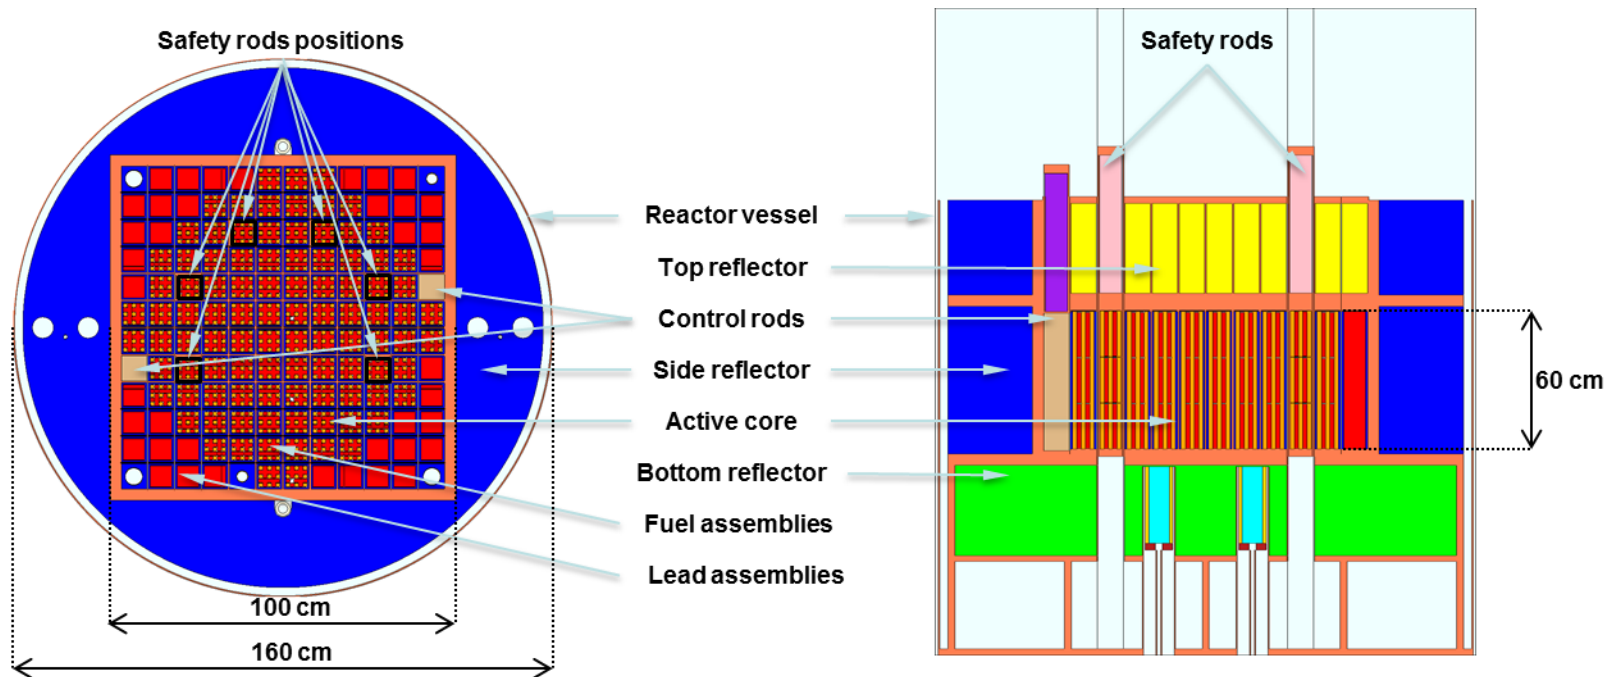 Safety rods positions
Safety rods
Reactor vessel
Top reflector
Control rods
Side reflector
Active core
Bottom reflector
Fuel assemblies
Lead assemblies
60 cm
100 cm
160 cm